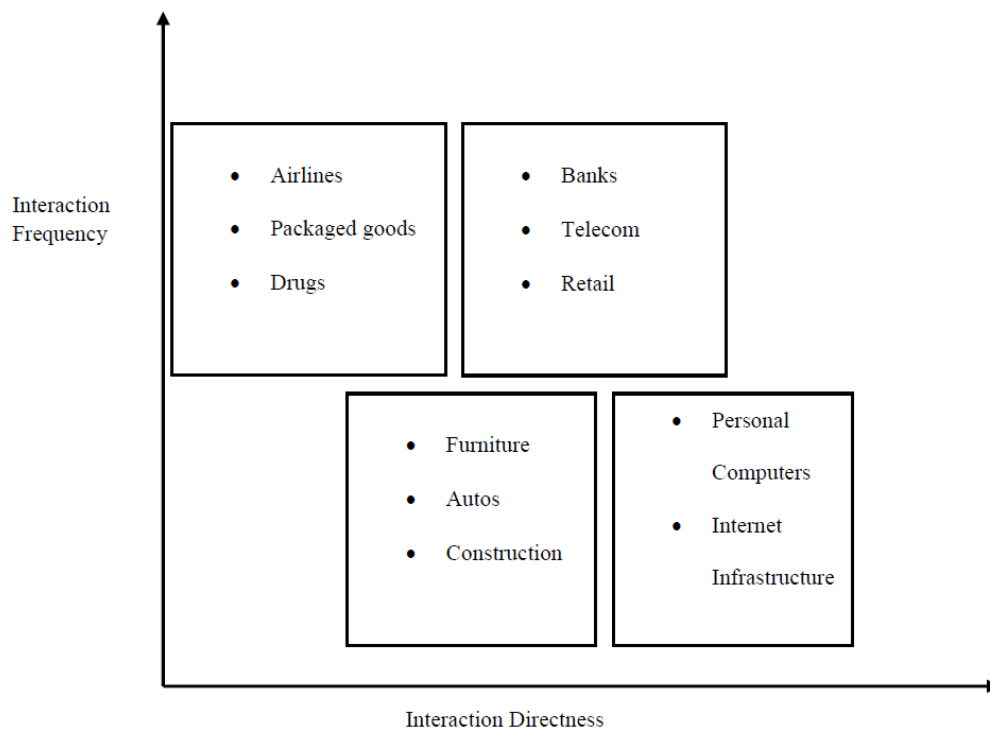 Interaction
Frequency
• Airlines
• Packaged goods
• Drugs
• Banks
• Telecom
• Retail
• Furniture
• Autos
• Construction
• Personal
Computers
• Internet
Infrastructure
Interaction Directness